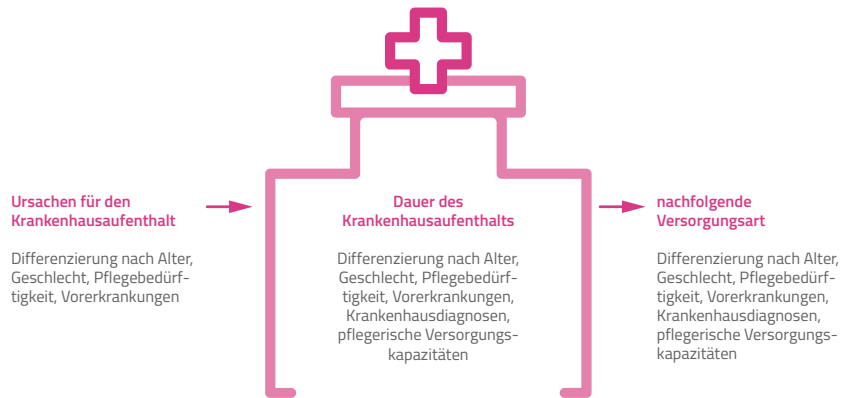 Ursachen für den
Krankenhausaufenthalt
Differenzierung nach Alter,
Geschlecht, Pflegebedürf-
tigkeit, Vorerkrankungen
Dauer des
Krankenhausaufenthalts
Differenzierung nach Alter,
Geschlecht, Pflegebedürf-
tigkeit, Vorerkrankungen,
Krankenhausdiagnosen,
pflegerische Versorgungs-
kapazitäten
nachfolgende
Versorgungsart
Differenzierung nach Alter,
Geschlecht, Pflegebedürf-
tigkeit, Vorerkrankungen,
Krankenhausdiagnosen,
pflegerische Versorgungs-
kapazitäten